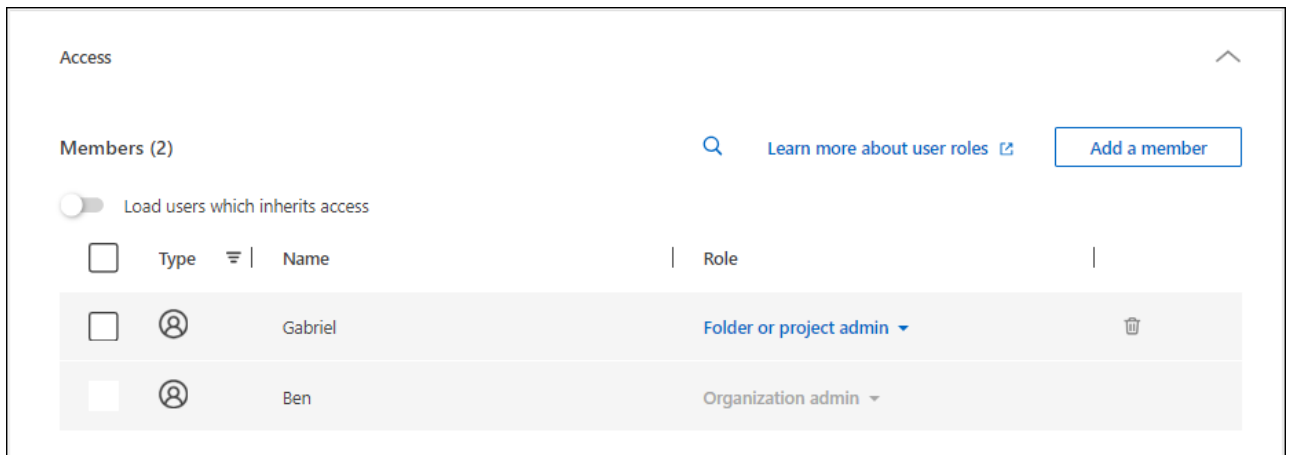 Access
Members (2)
Learn more about user roles
Add a member
Load users which inherits access
Type Name Role
Gabriel Folder or project admin
Ben Organization admin